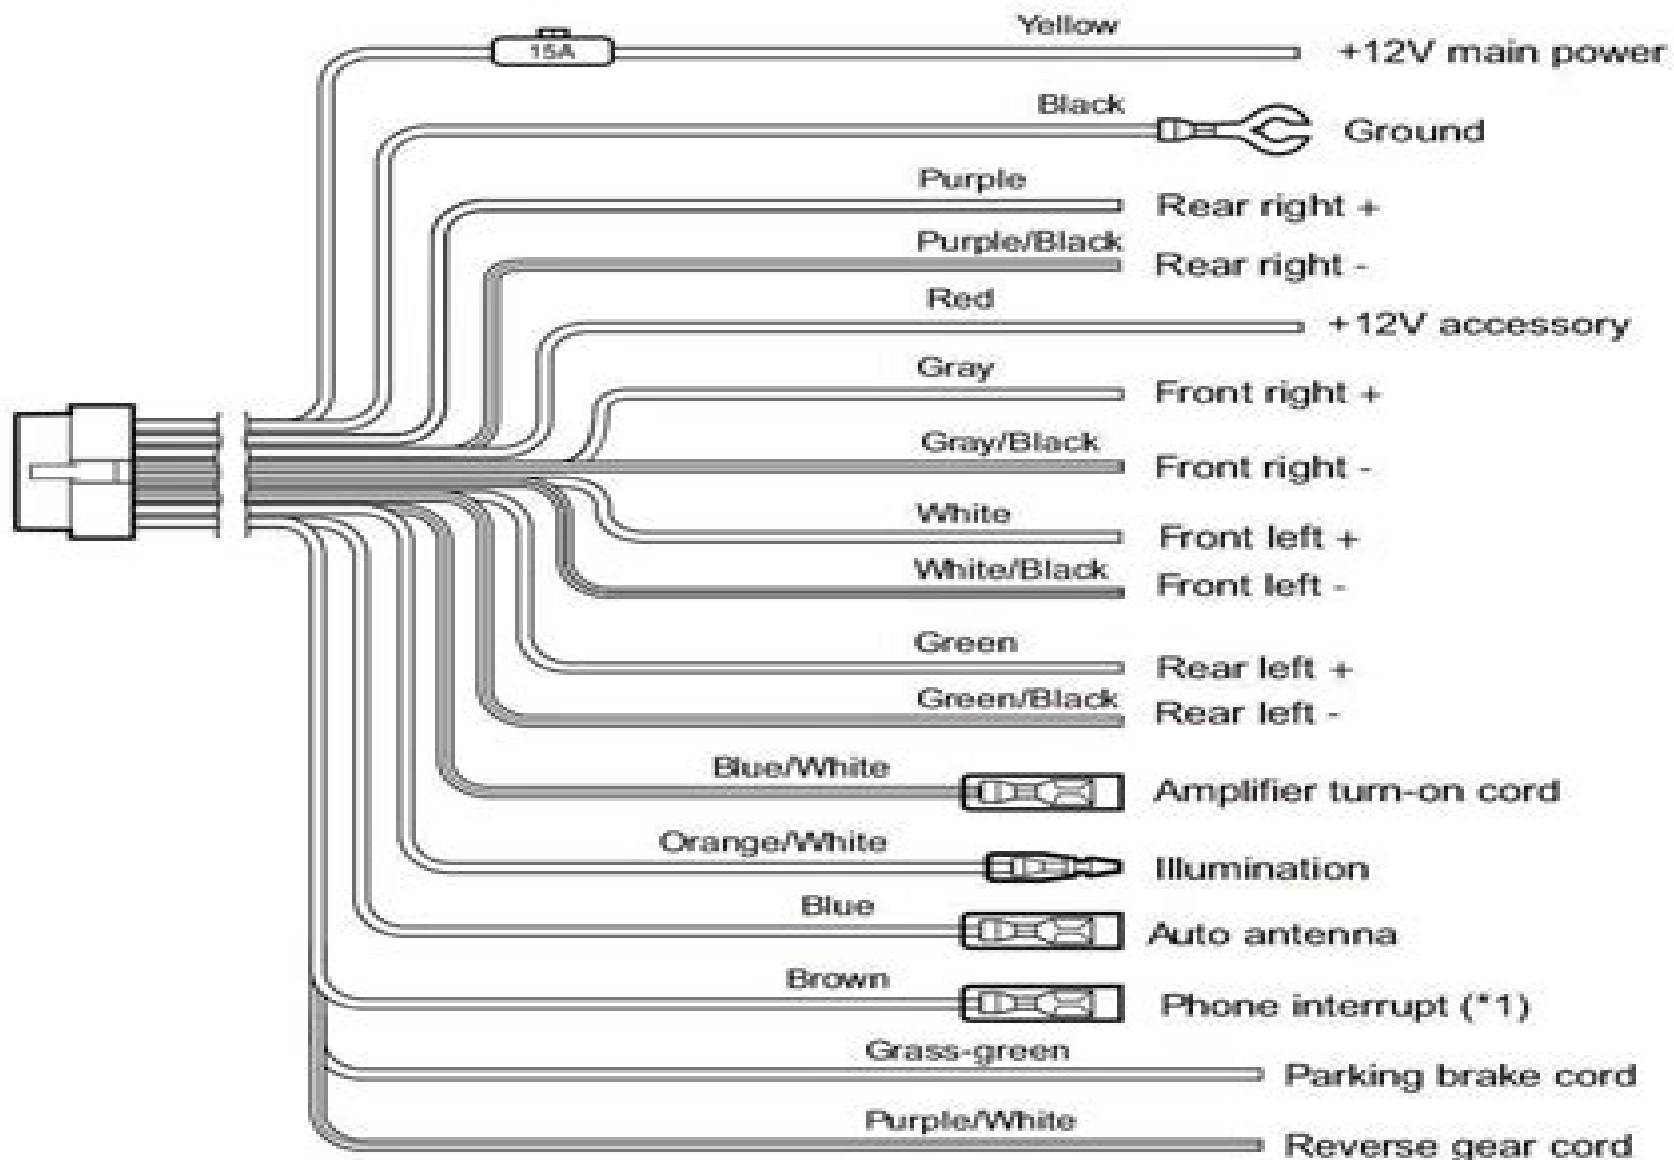 Yellow
15A
+12V main power
Black
Ground
Purple
Rear right +
Purple/Black
Rear right -
Red
+12V accessory
Gray
Front right +
Gray/Black
Front right -
White
Front left +
White/Black
Front left -
Green
Rear left +
Green/Black
Rear left -
Blue/White
Amplifier turn-on cord
Orange/White
Illumination
Blue
Auto antenna
Brown
Phone interrupt (*1)
Grass-green
Parking brake cord
Purple/White
Reverse gear cord